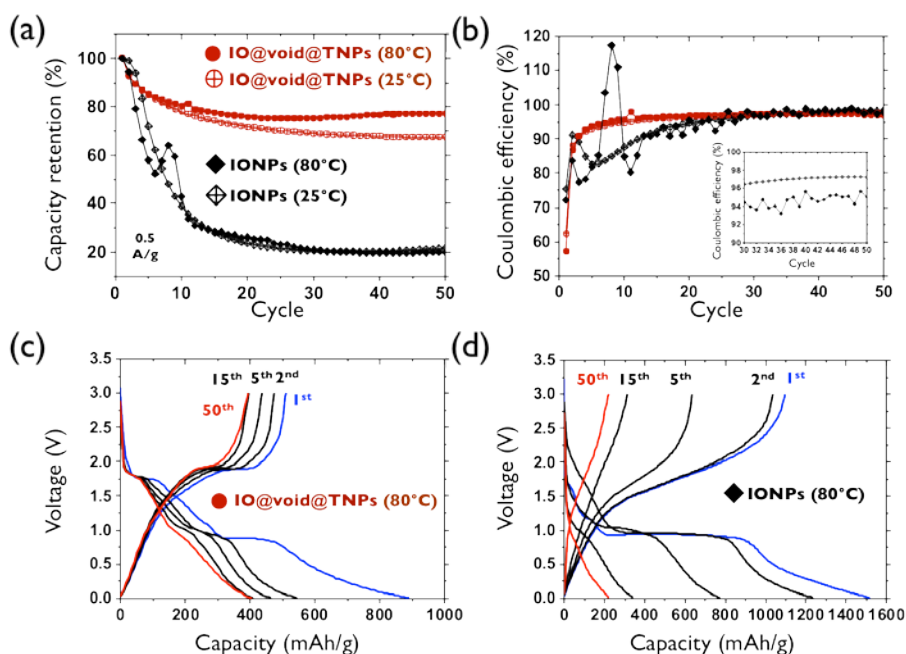 (a)
Capacity retention (%)
100
80
60
40
20
0
0 10 20 30 40 50
Cycle
IO@void@TNPs (80°C)
IO@void@TNPs (25°C)
IONPs (80°C)
IONPs (25°C)
0.5
A/g
(b)
Coulombic efficiency (%)
120
110
100
90
80
70
60
50
0 10 20 30 40 50
Cycle
Coulombic efficiency (%)
98
96
94
92
90
30 32 34 36 38 40 42 44 46 48 50
Cycle
(c)
Voltage (V)
3.5
3.0
2.5
2.0
1.5
1.0
0.5
0.0
0 200 400 600 800 1000
Capacity (mAh/g)
15th 5th 2nd
50th 1st
IO@void@TNPs (80°C)
(d)
Voltage (V)
3.5
3.0
2.5
2.0
1.5
1.0
0.5
0.0
0 200 400 600 800 1000 1200 1400 1600
Capacity (mAh/g)
50th 15th 5th 2nd 1st
IONPs (80°C)